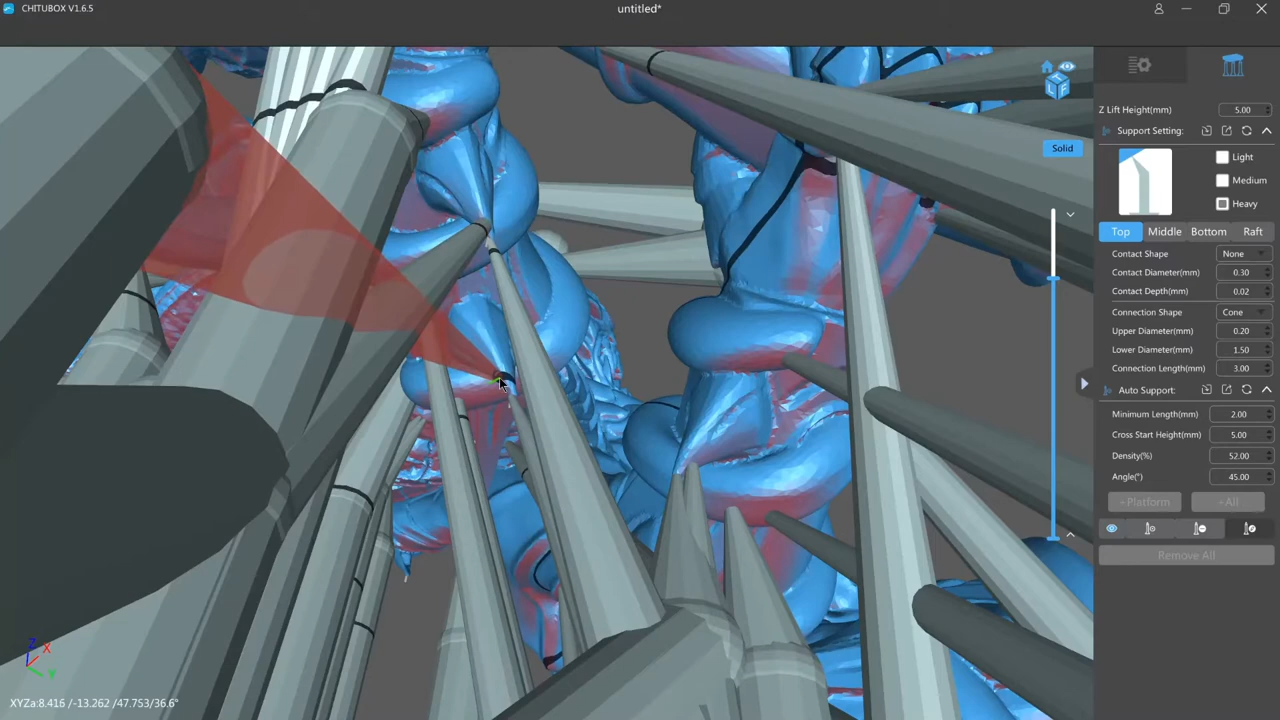 CHITUBOX V1.6.5
untitled*
Z Lift Height(mm) 5.00
Support Setting:
Light
Medium
Heavy
Top Middle Bottom Raft
Contact Shape None
Contact Diameter(mm) 0.30
Contact Depth(mm) 0.02
Connection Shape Cone
Upper Diameter(mm) 0.20
Lower Diameter(mm) 1.50
Connection Length(mm) 3.00
Auto Support:
Minimum Length(mm) 2.00
Cross Start Height(mm) 5.00
Density(%) 52.00
Angle(°) 45.00
+Platform +All
Remove All
Solid
T
L F
Z X
Y
XYZa:8.416 / -13.262 /47.753/36.6°